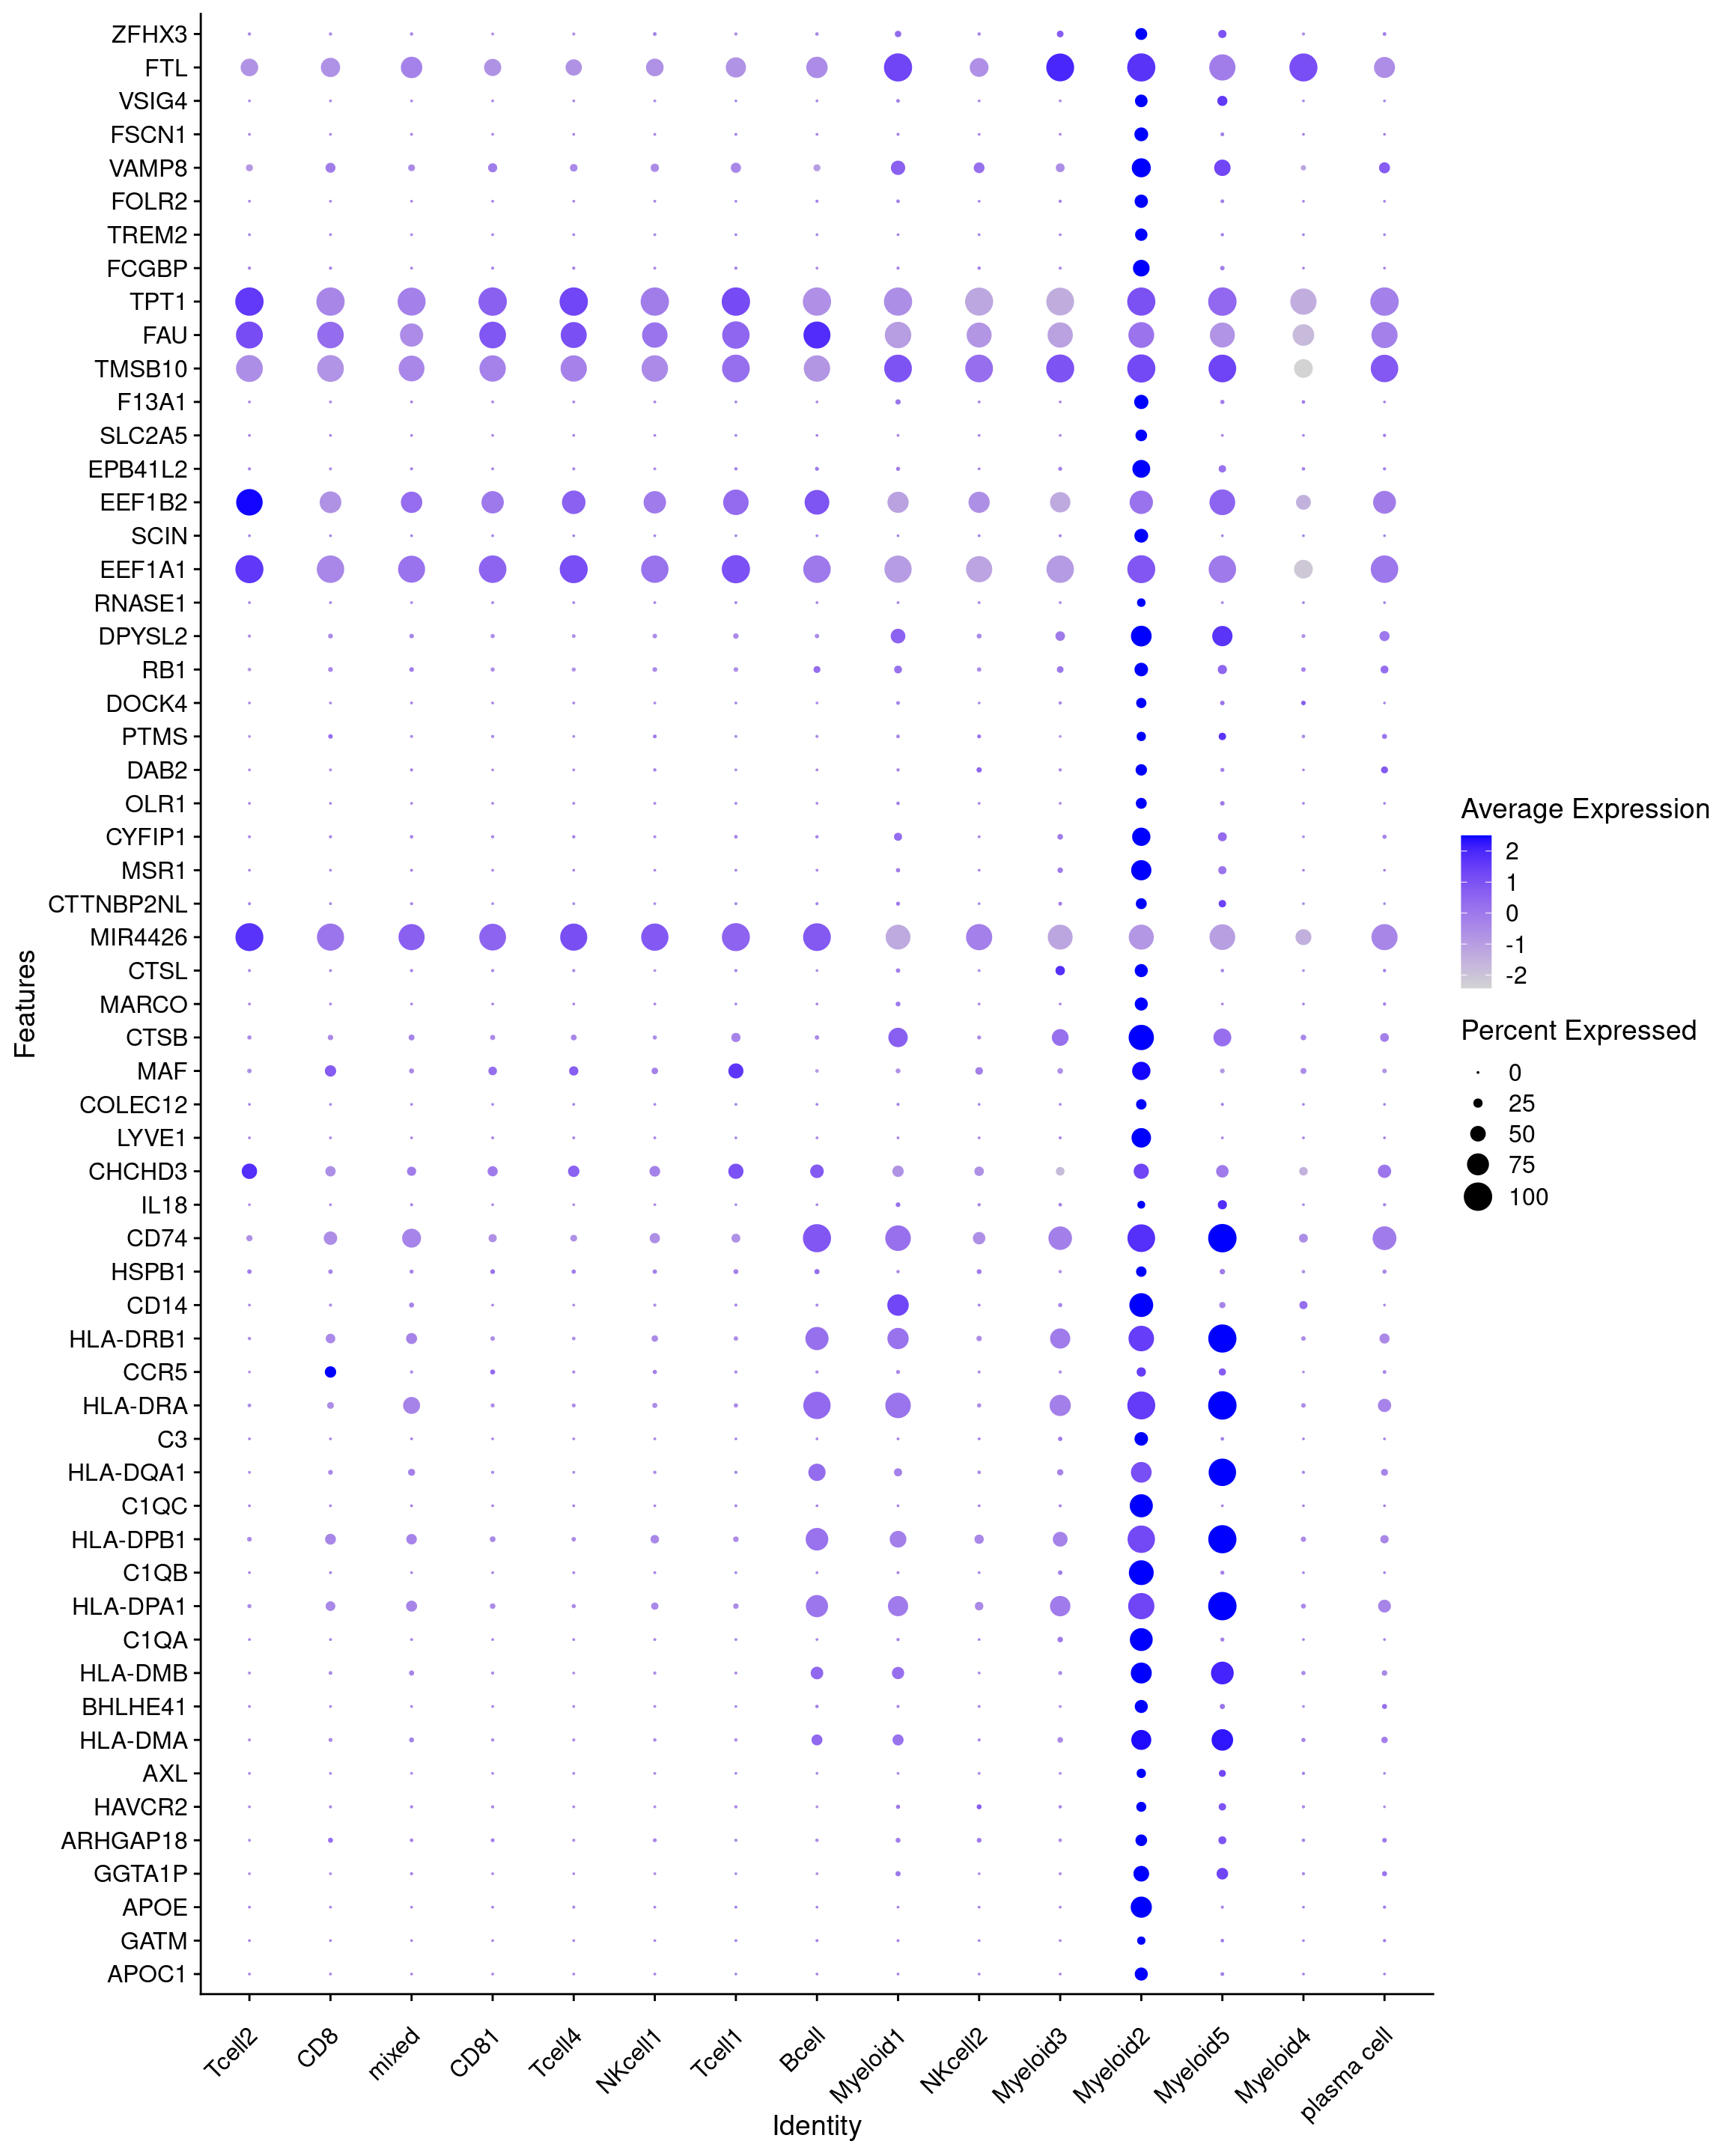 ZFHX3
FTL
VSIG4
FSCN1
VAMP8
FOLR2
TREM2
FCGBP
TPT1
FAU
TMSB10
F13A1
SLC2A5
EPB41L2
EEF1B2
SCIN
EEF1A1
RNASE1
DPYSL2
RB1
DOCK4
PTMS
DAB2
OLR1
CYFIP1
MSR1
CTTNBP2NL
MIR4426
CTSL
MARCO
CTSB
MAF
COLEC12
LYVE1
CHCHD3
IL18
CD74
HSPB1
CD14
HLA-DRB1
CCR5
HLA-DRA
C3
HLA-DQA1
C1QC
HLA-DPB1
C1QB
HLA-DPA1
C1QA
HLA-DMB
BHLHE41
HLA-DMA
AXL
HAVCR2
ARHGAP18
GGTA1P
APOE
GATM
APOC1
Features
Tcell2
CD8
mixed
CD81
Tcell4
NKcell1
Tcell1
Bcell
Myeloid1
NKcell2
Myeloid3
Myeloid2
Myeloid5
Myeloid4
plasma cell
Identity
Average Expression
2
1
0
-1
-2
Percent Expressed
0
25
50
75
100